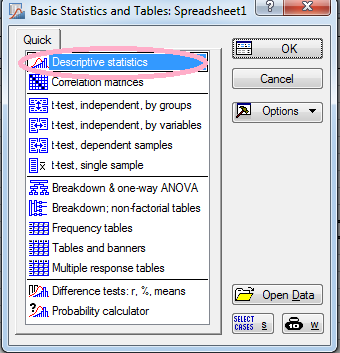 Basic Statistics and Tables: Spreadsheet1
Quick
Descriptive statistics
Correlation matrices
t-test, independent, by groups
t-test, independent, by variables
t-test, dependent samples
t-test, single sample
Breakdown & one-way ANOVA
Breakdown; non-factorial tables
Frequency tables
Tables and banners
Multiple response tables
Difference tests: r, %, means
Probability calculator
OK
Cancel
Options
Open Data
SELECT
CASES S
W